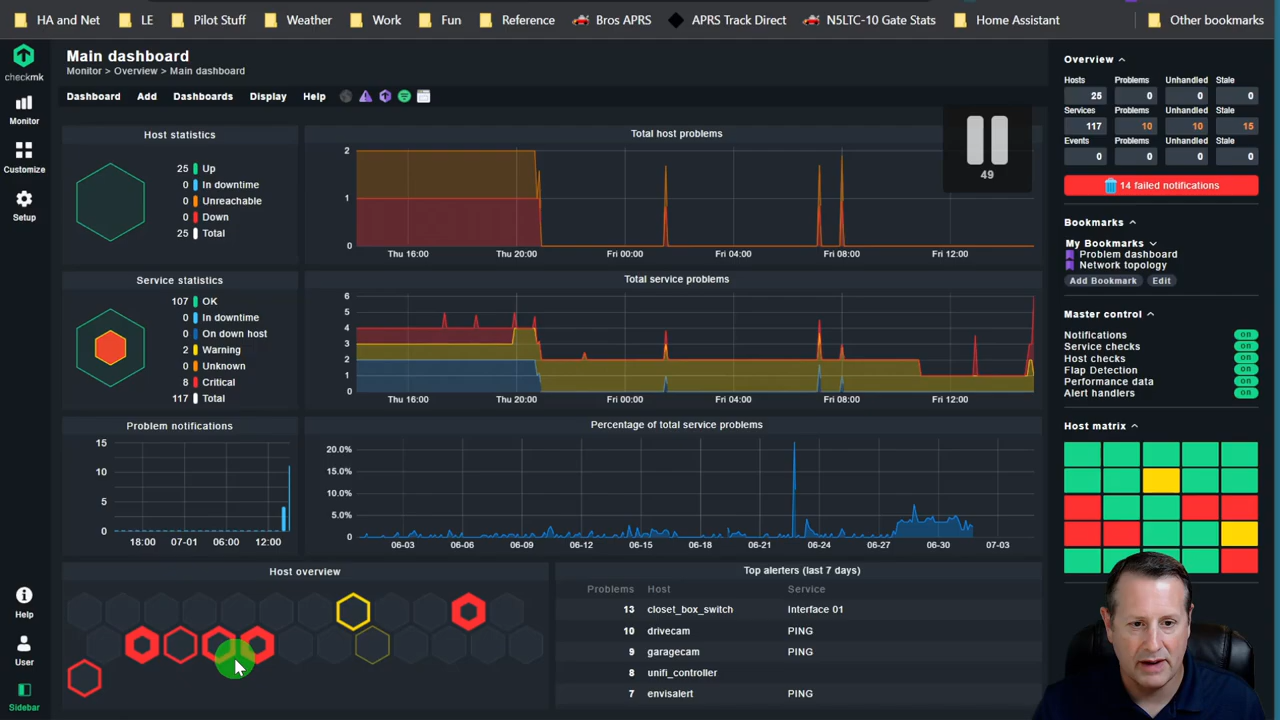 HA and Net LE Pilot Stuff Weather Work Fun Reference Bros APRS APRS Track Direct N5LTC-10 Gate Stats Home Assistant Other bookmarks
checkmk
Monitor
Customize
Setup
Help
User
Sidebar
Main dashboard
Monitor > Overview > Main dashboard
Dashboard Add Dashboards Display Help
Host statistics
25 Up
0 In downtime
0 Unreachable
0 Down
25 Total
Total host problems
2
1
0
Thu 16:00 Thu 20:00 Fri 00:00 Fri 04:00 Fri 08:00 Fri 12:00
49
Service statistics
107 OK
0 In downtime
0 On down host
2 Warning
0 Unknown
8 Critical
117 Total
Total service problems
6
5
4
3
2
1
0
Thu 16:00 Thu 20:00 Fri 00:00 Fri 04:00 Fri 08:00 Fri 12:00
Problem notifications
15
10
5
0
18:00 07-01 06:00 12:00
Percentage of total service problems
20.0%
15.0%
10.0%
5.0%
0
06-03 06-06 06-09 06-12 06-15 06-18 06-21 06-24 06-27 06-30 07-03
Host overview
Top alerters (last 7 days)
Problems Host Service
13 closet_box_switch Interface 01
10 drivecam PING
9 garagecam PING
8 unifi_controller
7 envisalert PING
Overview
Hosts Problems Unhandled Stale
25 0 0 0
Services Problems Unhandled Stale
117 10 10 15
Events Problems Unhandled Stale
0 0 0 0
14 failed notifications
Bookmarks
My Bookmarks
Problem dashboard
Network topology
Add Bookmark Edit
Master control
Notifications on
Service checks on
Host checks on
Flap Detection on
Performance data on
Alert handlers on
Host matrix